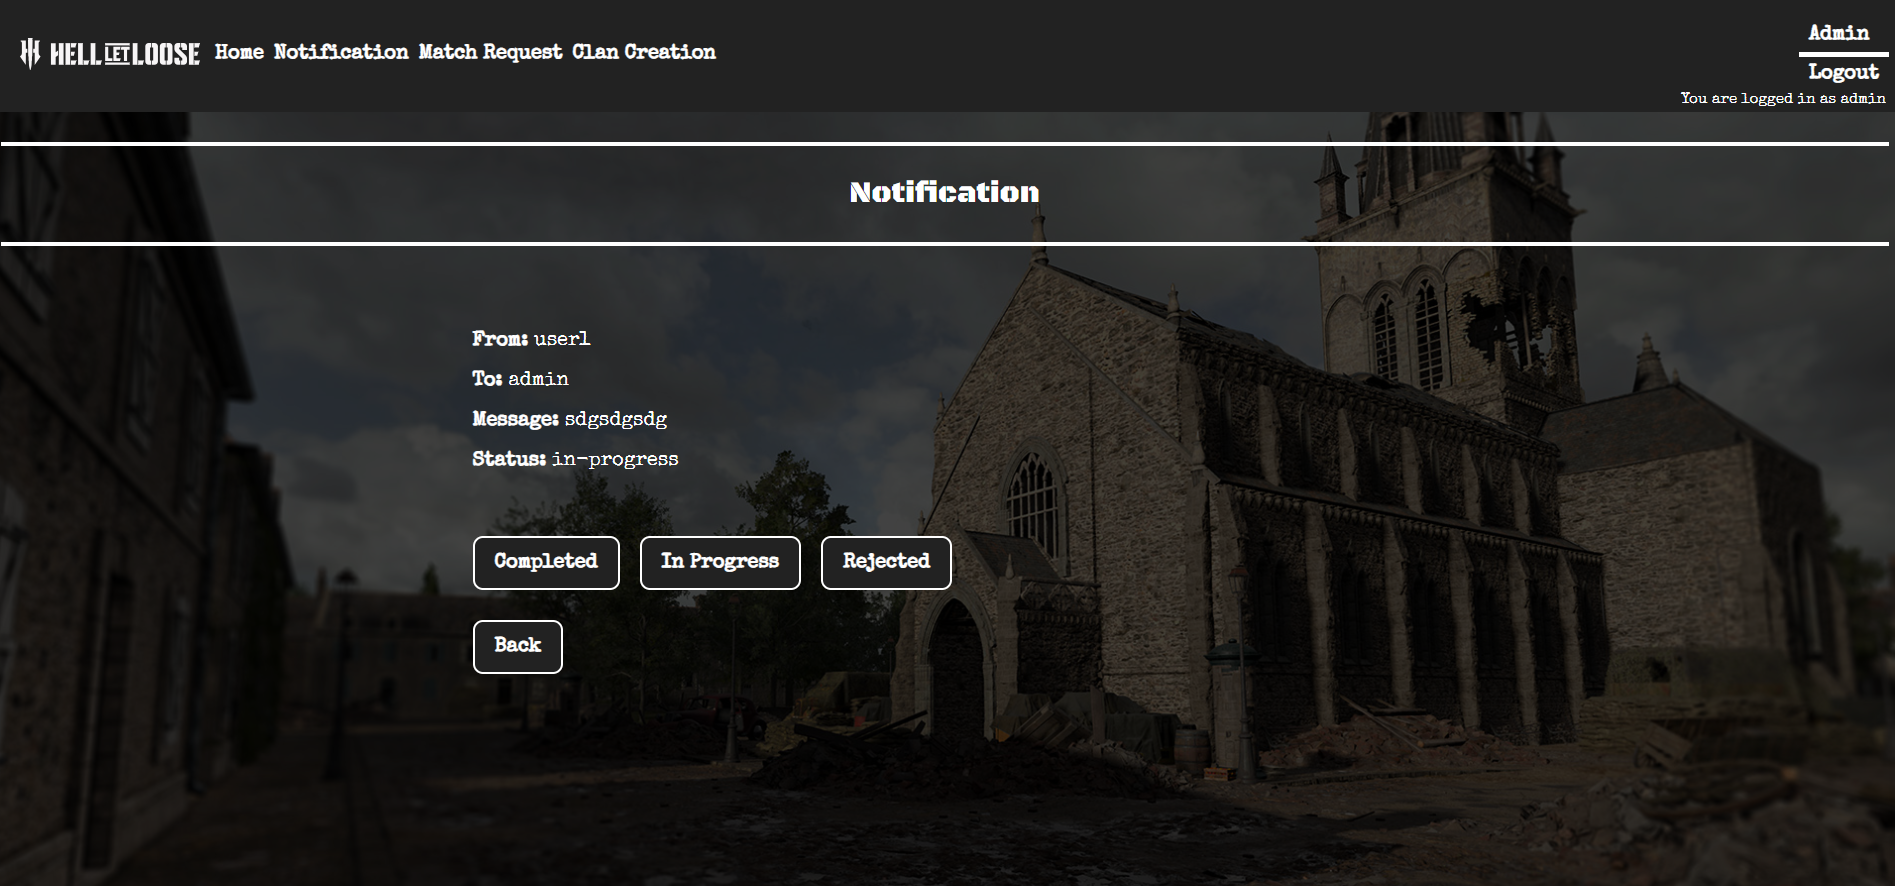 HELL LET LOOSE Home Notification Match Request Clan Creation
Admin
Logout
You are logged in as admin
Notification
From: user1
To: admin
Message: sdgsdgsdg
Status: in-progress
Completed In Progress Rejected
Back